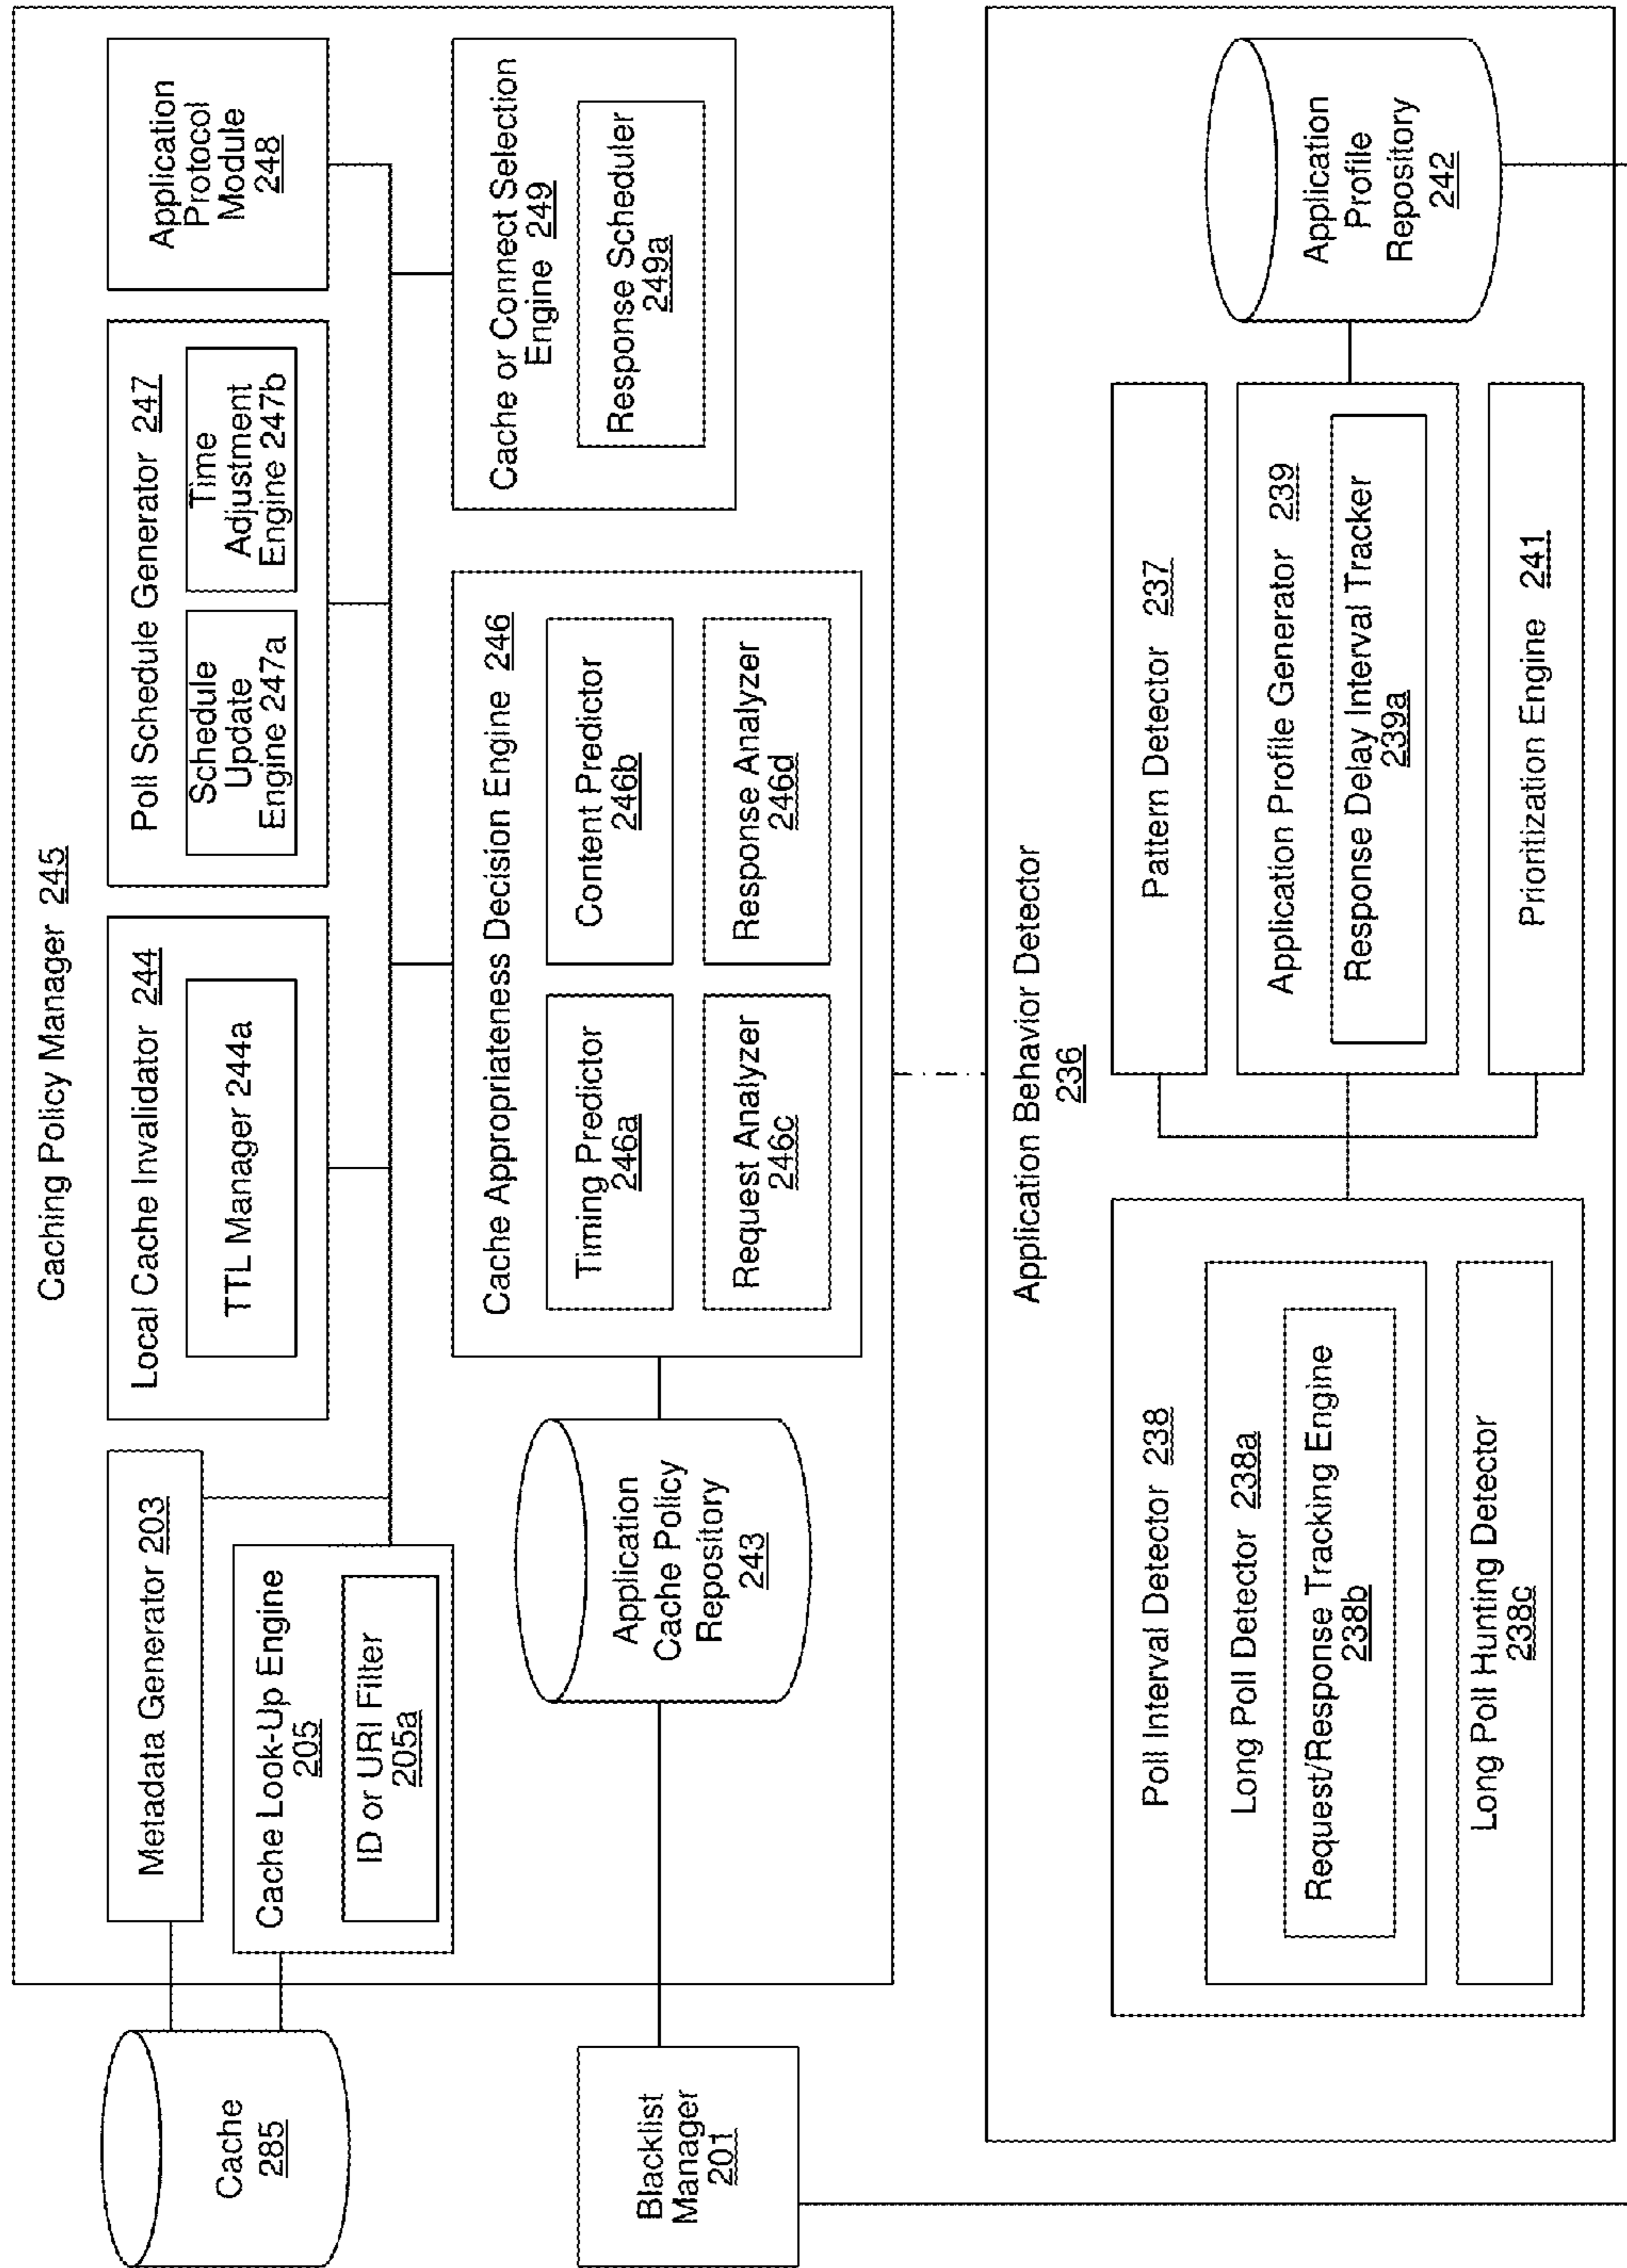 Caching Policy Manager 245
Metadata Generator 203
Cache Look-Up Engine
205
ID or URI Filter
205a
Local Cache Invalidator 244
TTL Manager 244a
Poll Schedule Generator 247
Schedule
Update
Engine 247a
Time
Adjustment
Engine 247b
Application
Protocol
Module
248
Cache
285
Application
Cache Policy
Repository
243
Cache Appropriateness Decision Engine 246
Timing Predictor
246a
Content Predictor
246b
Request Analyzer
246c
Response Analyzer
246d
Cache or Connect Selection
Engine 249
Response Scheduler
249a
Blacklist
Manager
201
Application Behavior Detector
236
Poll Interval Detector 238
Long Poll Detector 238a
Request/Response Tracking Engine
238b
Long Poll Hunting Detector
238c
Pattern Detector 237
Application Profile Generator 239
Response Delay Interval Tracker
239a
Prioritization Engine 241
Application
Profile
Repository
242